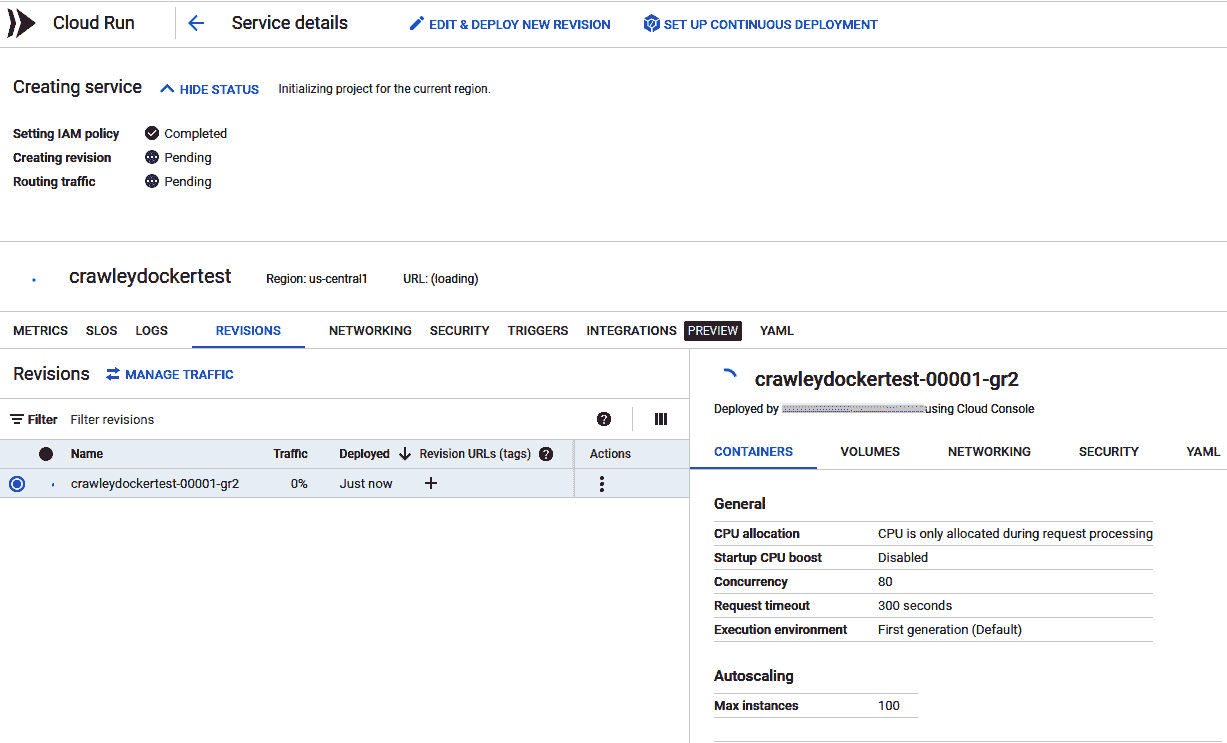 Cloud Run
Service details
EDIT & DEPLOY NEW REVISION
SET UP CONTINUOUS DEPLOYMENT
Creating service
HIDE STATUS
Initializing project for the current region.
Setting IAM policy Completed
Creating revision Pending
Routing traffic Pending
crawleydockertest
Region: us-central1
URL: (loading)
METRICS SLOS LOGS REVISIONS NETWORKING SECURITY TRIGGERS INTEGRATIONS PREVIEW YAML
Revisions
MANAGE TRAFFIC
Filter Filter revisions ?
Name Traffic Deployed Revision URLs (tags) ? Actions
crawleydockertest-00001-gr2 0% Just now +
crawleydockertest-00001-gr2
Deployed by using Cloud Console
CONTAINERS VOLUMES NETWORKING SECURITY YAML
General
CPU allocation CPU is only allocated during request processing
Startup CPU boost Disabled
Concurrency 80
Request timeout 300 seconds
Execution environment First generation (Default)
Autoscaling
Max instances 100